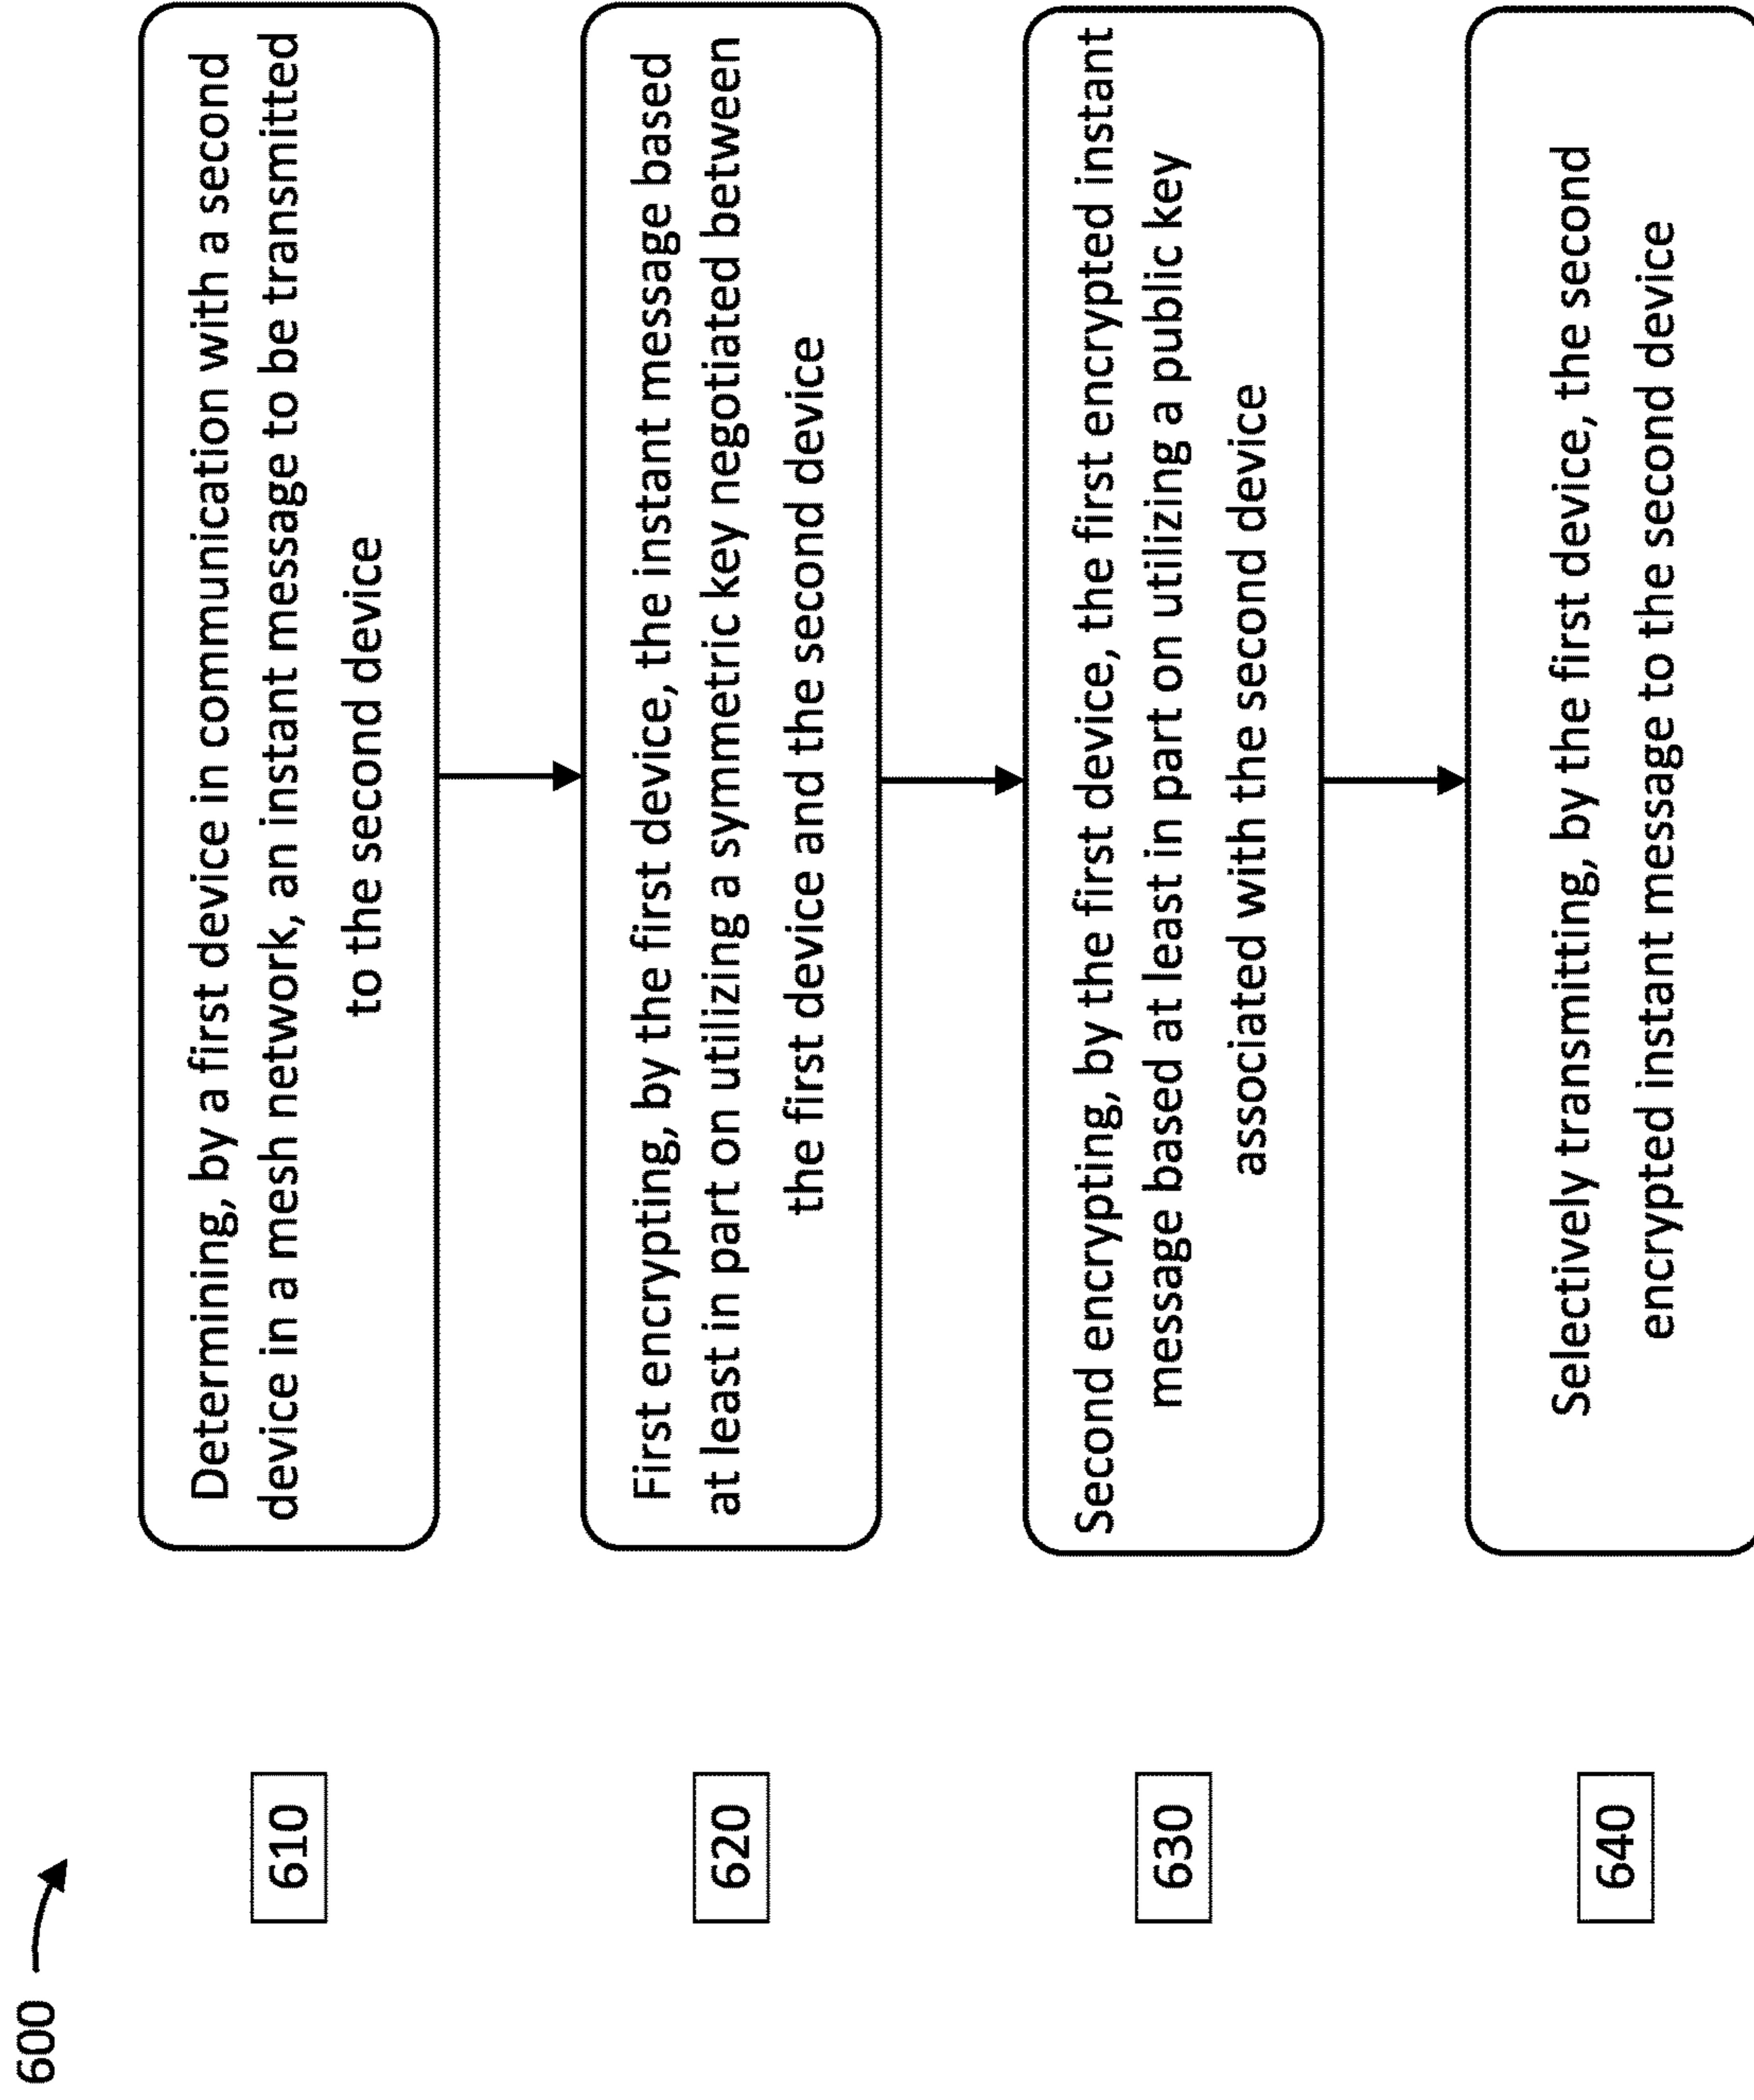 600
610
Determining, by a first device in communication with a second
device in a mesh network, an instant message to be transmitted
to the second device
620
First encrypting, by the first device, the instant message based
at least in part on utilizing a symmetric key negotiated between
the first device and the second device
630
Second encrypting, by the first device, the first encrypted instant
message based at least in part on utilizing a public key
associated with the second device
640
Selectively transmitting, by the first device, the second
encrypted instant message to the second device